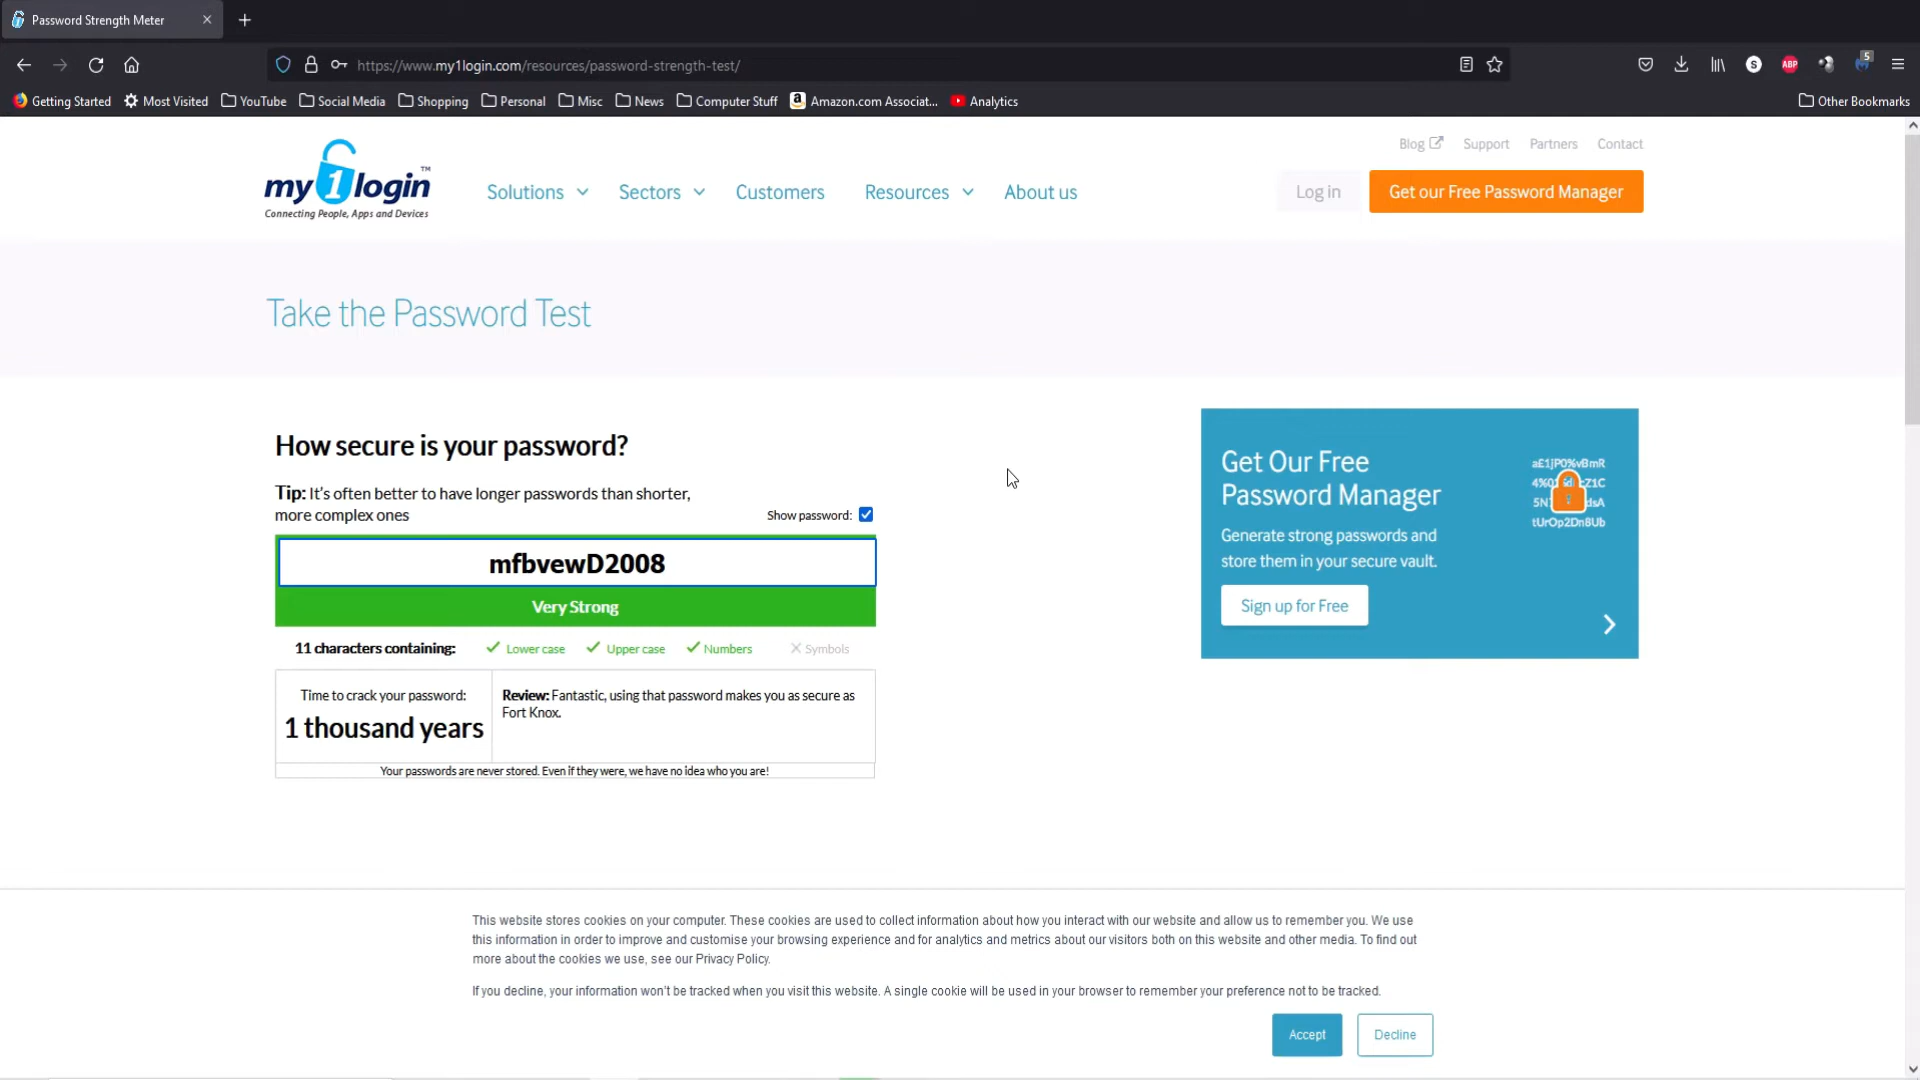 Password Strength Meter
https://www.my1login.com/resources/password-strength-test/
5
Getting Started
Most Visited
YouTube
Social Media
Shopping
Personal
Misc
News
Computer Stuff
Amazon.com Associat...
Analytics
Other Bookmarks
S
ABP
Blog
Support
Partners
Contact
my1login™
Connecting People, Apps and Devices
Solutions
Sectors
Customers
Resources
About us
Log in
Get our Free Password Manager
Take the Password Test
How secure is your password?
Tip: It's often better to have longer passwords than shorter,
more complex ones
Show password:
mfbvewD2008
Very Strong
11 characters containing:
Lower case
Upper case
Numbers
Symbols
Time to crack your password:
1 thousand years
Review: Fantastic, using that password makes you as secure as
Fort Knox.
Your passwords are never stored. Even if they were, we have no idea who you are!
Get Our Free
Password Manager
Generate strong passwords and
store them in your secure vault.
Sign up for Free
tUrOp2Dn8Ub
This website stores cookies on your computer. These cookies are used to collect information about how you interact with our website and allow us to remember you. We use
this information in order to improve and customise your browsing experience and for analytics and metrics about our visitors both on this website and other media. To find out
more about the cookies we use, see our Privacy Policy.
If you decline, your information won't be tracked when you visit this website. A single cookie will be used in your browser to remember your preference not to be tracked.
Accept
Decline